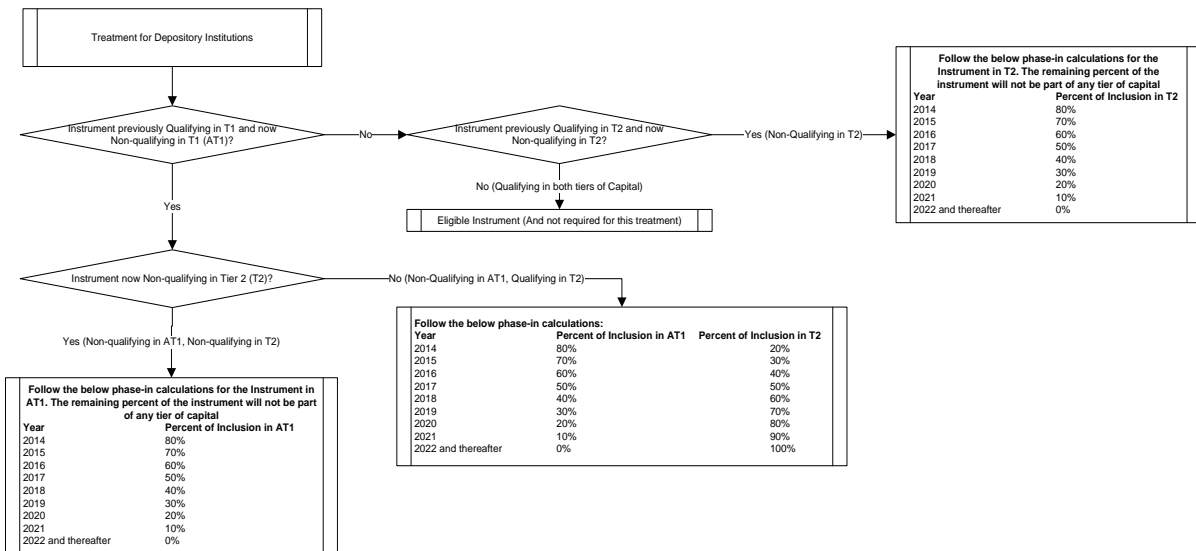 Treatment for Depository Institutions
Instrument previously Qualifying in T1 and now
Non-qualifying in T1 (AT1)?
No
Instrument previously Qualifying in T2 and now
Non-qualifying in T2?
Yes (Non-Qualifying in T2)
Follow the below phase-in calculations for the
Instrument in T2. The remaining percent of the
instrument will not be part of any tier of capital
Year Percent of Inclusion in T2
2014 80%
2015 70%
2016 60%
2017 50%
2018 40%
2019 30%
2020 20%
2021 10%
2022 and thereafter 0%
No (Qualifying in both tiers of Capital)
Eligible Instrument (And not required for this treatment)
Yes
Instrument now Non-qualifying in Tier 2 (T2)?
No (Non-Qualifying in AT1, Qualifying in T2)
Follow the below phase-in calculations:
Year Percent of Inclusion in AT1 Percent of Inclusion in T2
2014 80% 20%
2015 70% 30%
2016 60% 40%
2017 50% 50%
2018 40% 60%
2019 30% 70%
2020 20% 80%
2021 10% 90%
2022 and thereafter 0% 100%
Yes (Non-qualifying in AT1, Non-qualifying in T2)
Follow the below phase-in calculations for the Instrument in
AT1. The remaining percent of the instrument will not be part
of any tier of capital
Year Percent of Inclusion in AT1
2014 80%
2015 70%
2016 60%
2017 50%
2018 40%
2019 30%
2020 20%
2021 10%
2022 and thereafter 0%